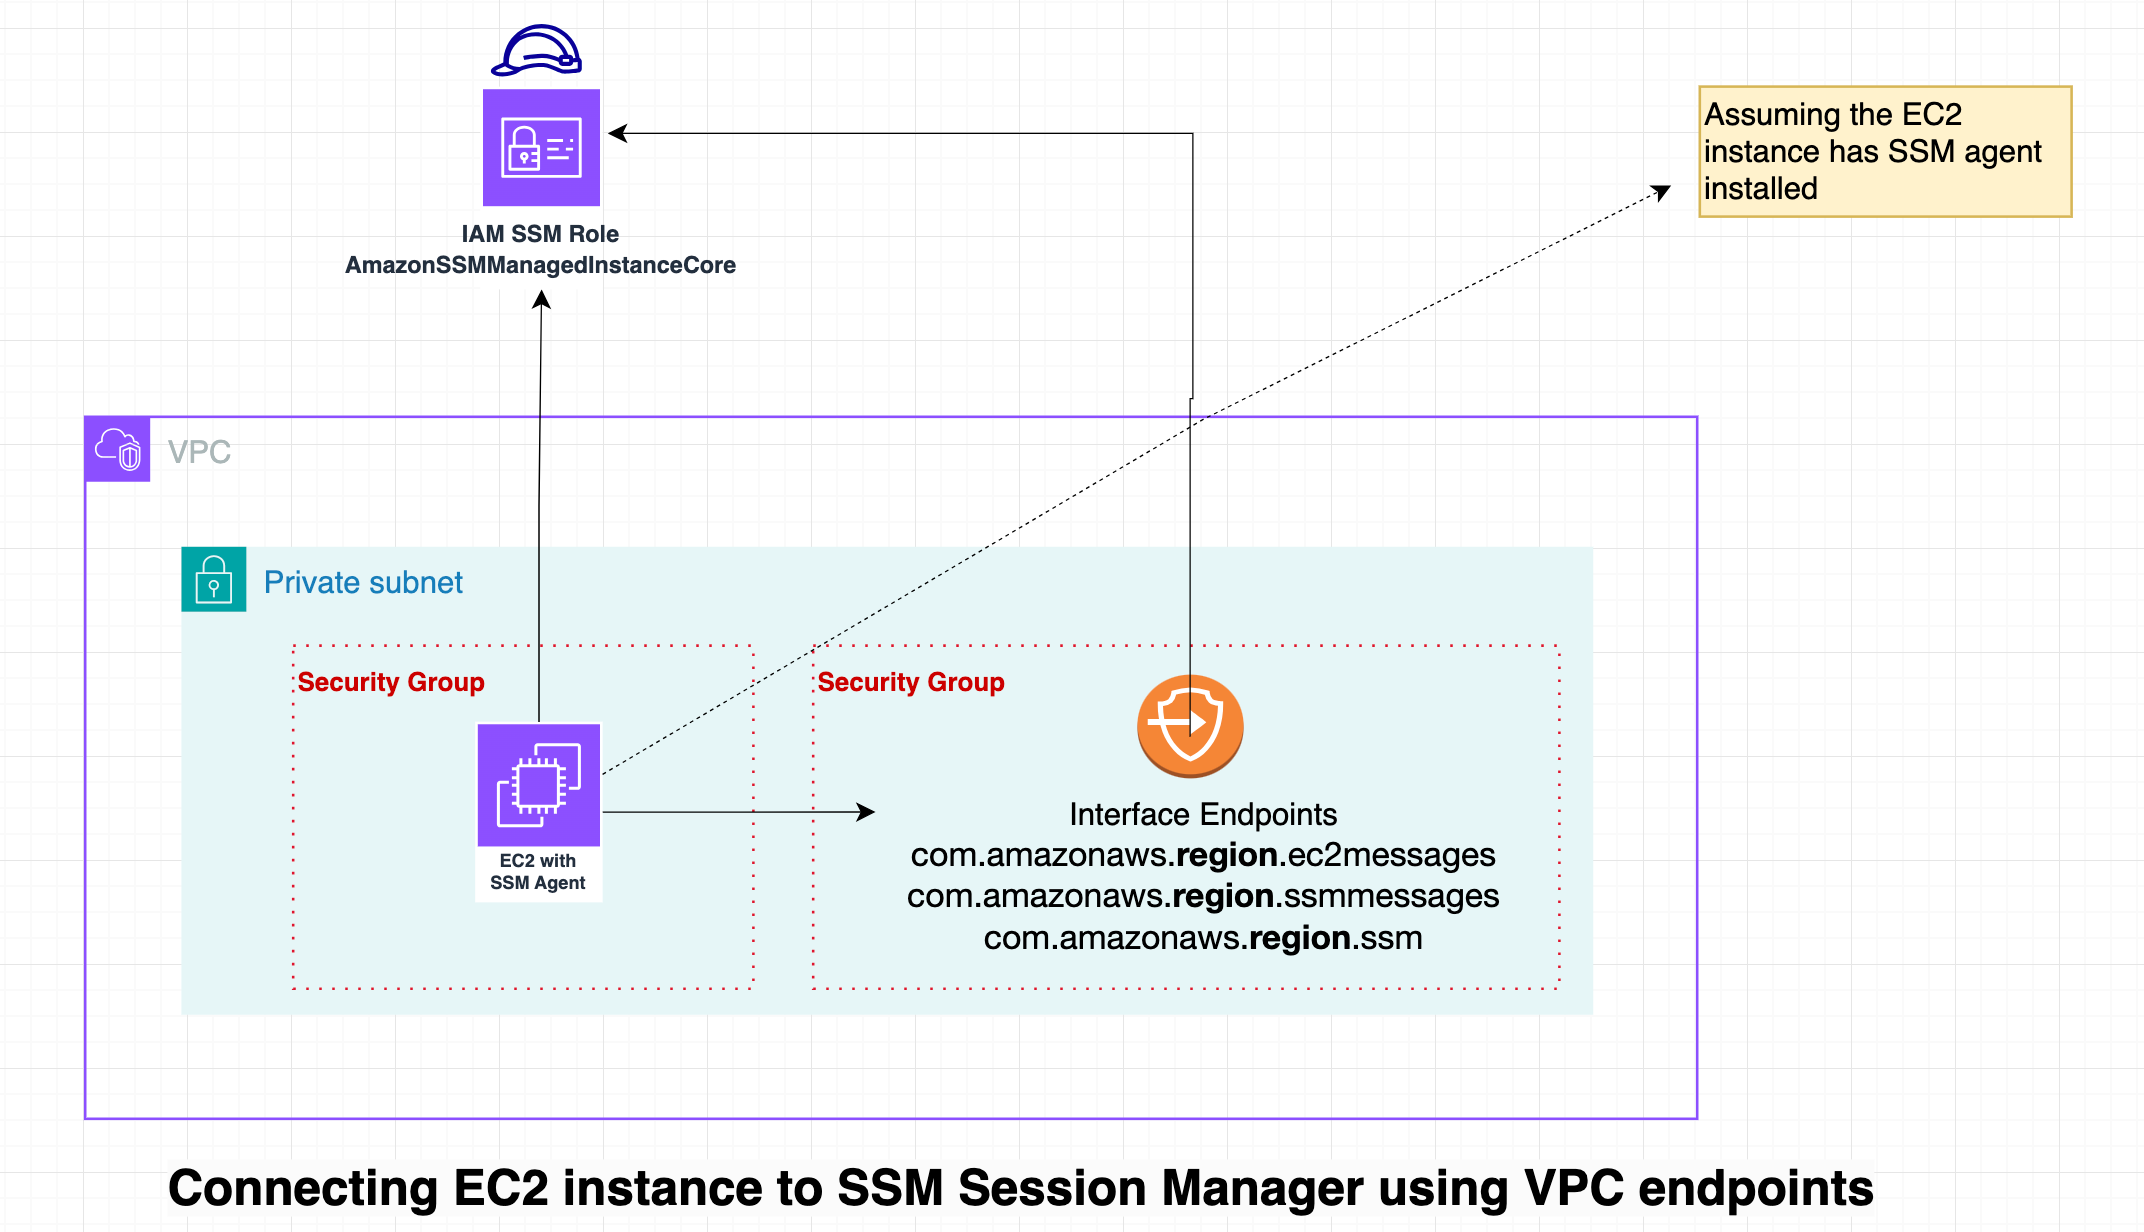 Assuming the EC2
instance has SSM agent
installed
IAM SSM Role
AmazonSSMManagedInstanceCore
VPC
Private subnet
Security Group
Security Group
EC2 with
SSM Agent
Interface Endpoints
com.amazonaws.region.ec2messages
com.amazonaws.region.ssmmessages
com.amazonaws.region.ssm
Connecting EC2 instance to SSM Session Manager using VPC endpoints